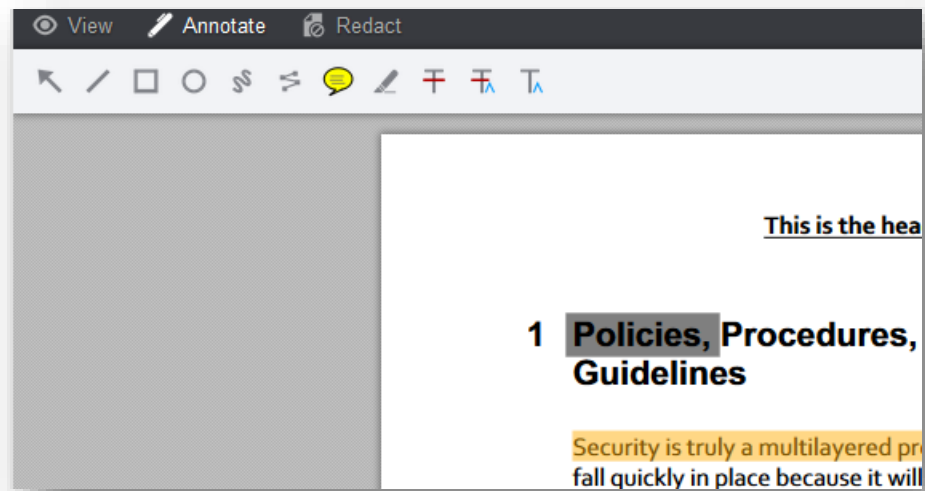 View Annotate Redact
This is the hea
1 Policies, Procedures,
Guidelines
Security is truly a multilayered pr
fall quickly in place because it will